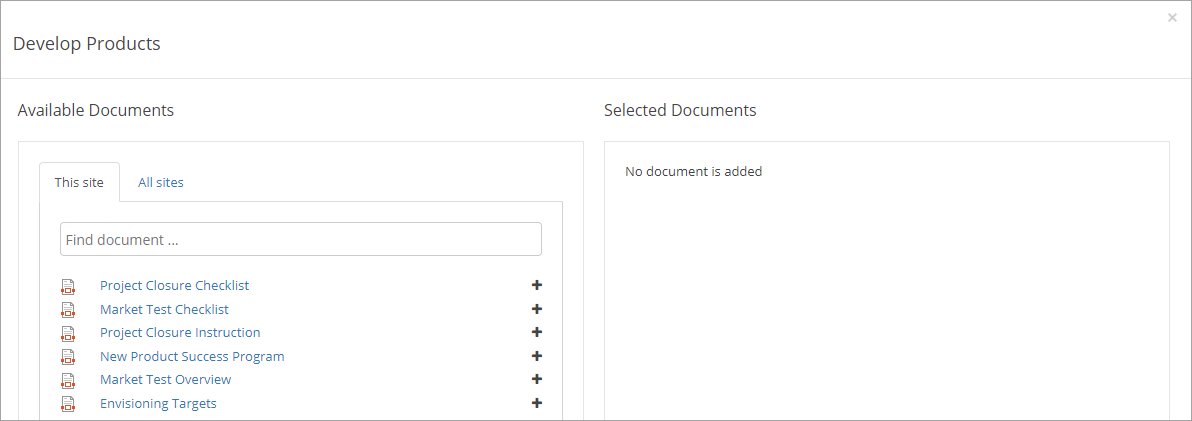 ×
Develop Products
Available Documents
Selected Documents
This site
All sites
No document is added
Find document ...
Project Closure Checklist
Market Test Checklist
Project Closure Instruction
New Product Success Program
Market Test Overview
Envisioning Targets